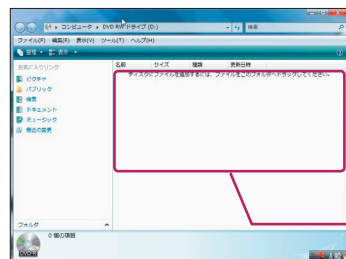 コンピュータ ▸ DVD RW ドライブ (D:)
検索
ファイル(F) 編集(E) 表示(V) ツール(T) ヘルプ(H)
整理 表示
お気に入りリンク
名前 サイズ 種類 更新日時
ディスクにファイルを追加するには、ファイルをこのフォルダへドラッグしてください。
ピクチャ
パブリック
検索
ドキュメント
ミュージック
最近の変更
フォルダ
0 個の項目
DVD-R